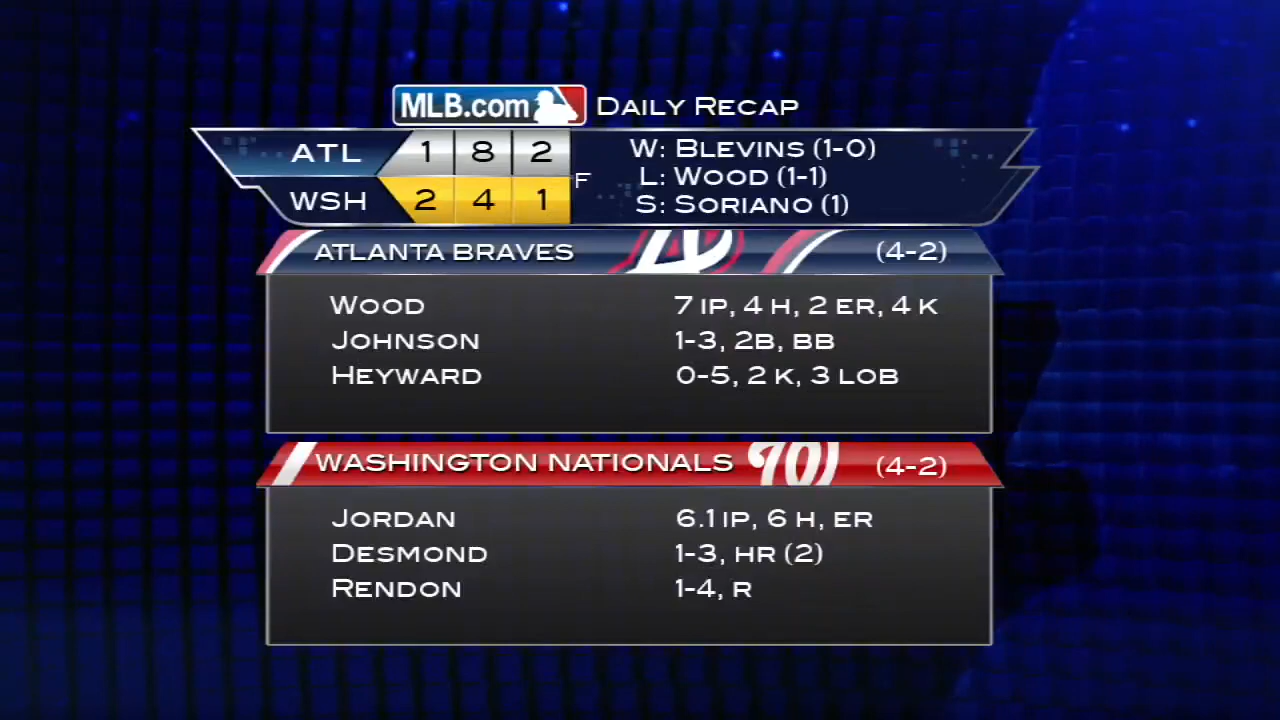 MLB.com DAILY RECAP
ATL 1 8 2
WSH 2 4 1
F
W: BLEVINS (1-0)
L: WOOD (1-1)
S: SORIANO (1)
ATLANTA BRAVES (4-2)
WOOD 7 IP, 4 H, 2 ER, 4 K
JOHNSON 1-3, 2B, BB
HEYWARD 0-5, 2 K, 3 LOB
WASHINGTON NATIONALS (4-2)
JORDAN 6.1 IP, 6 H, ER
DESMOND 1-3, HR (2)
RENDON 1-4, R